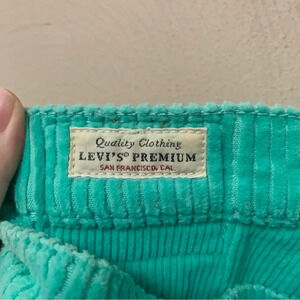 Quality Clothing
LEVI'S® PREMIUM
SAN FRANCISCO, CAL